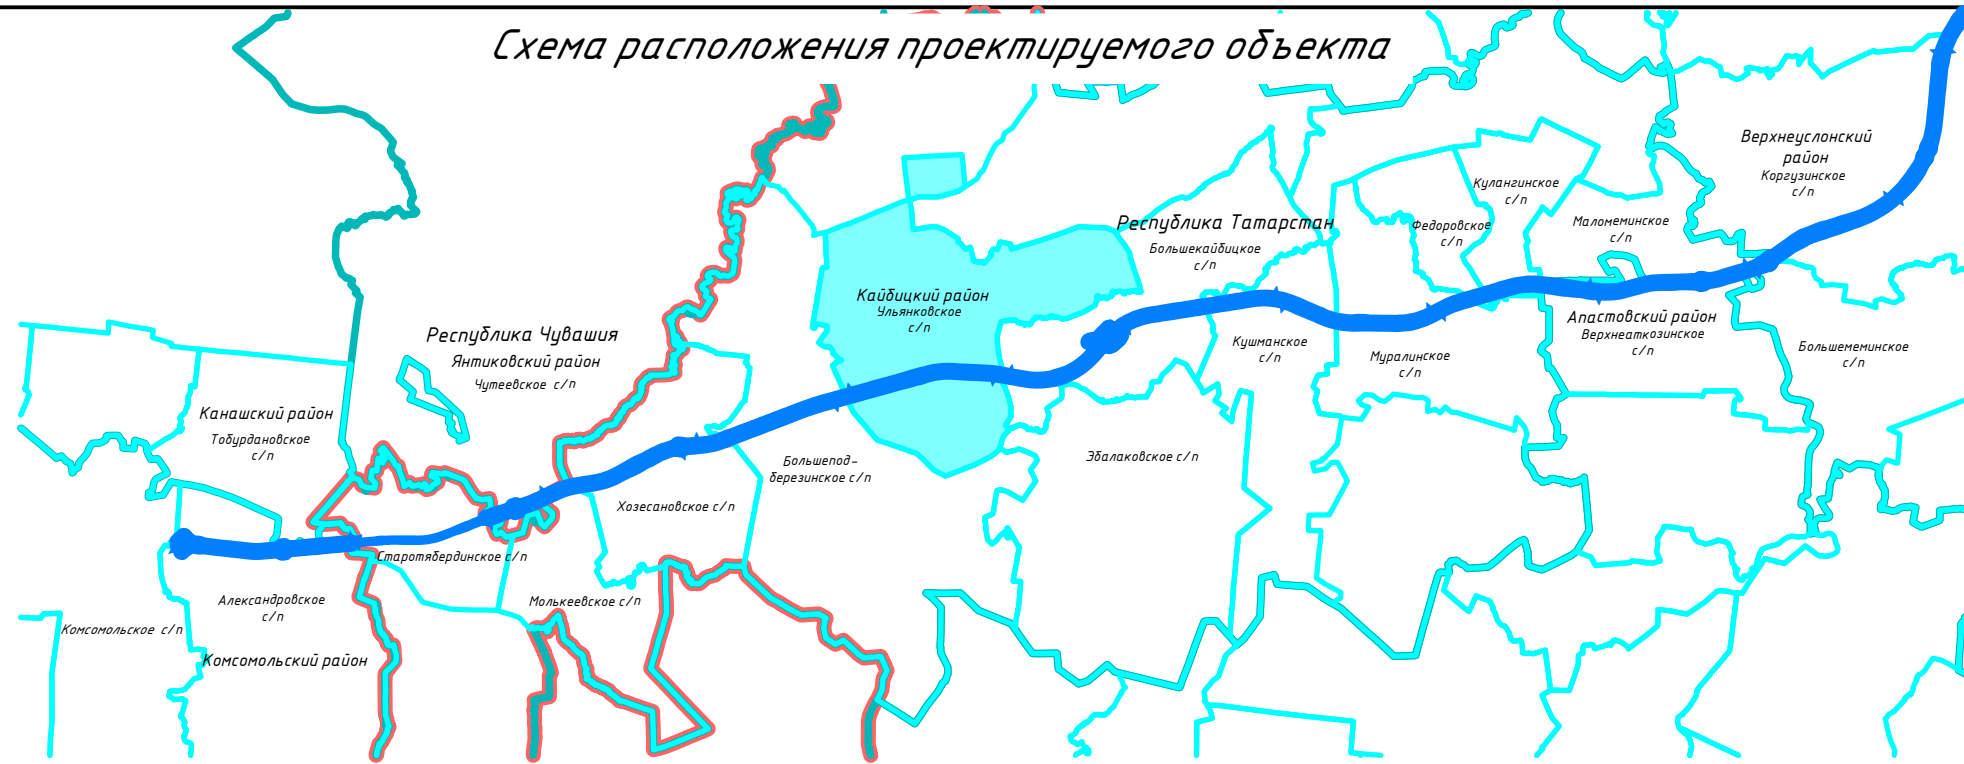 Схема расположения проектируемого объекта
Верхнеуслонский
район
Коргузинское
с/п
Кулангинское
с/п
Маломеминское
с/п
Федоровское
с/п
Республика Татарстан
Большекайбицкое
с/п
Кайбицкий район
Ульянковское
с/п
Апастовский район
Верхнеаткозинское
с/п
Большемеминское
с/п
Кушманское
с/п
Муралинское
с/п
Республика Чувашия
Янтиковский район
Чутеевское с/п
Канашский район
Тобурдановское
с/п
Большепод-
березинское с/п
Эбалаковское с/п
Хозесановское с/п
Старотябердинское с/п
Молькеевское с/п
Александровское
с/п
Комсомольское с/п
Комсомольский район